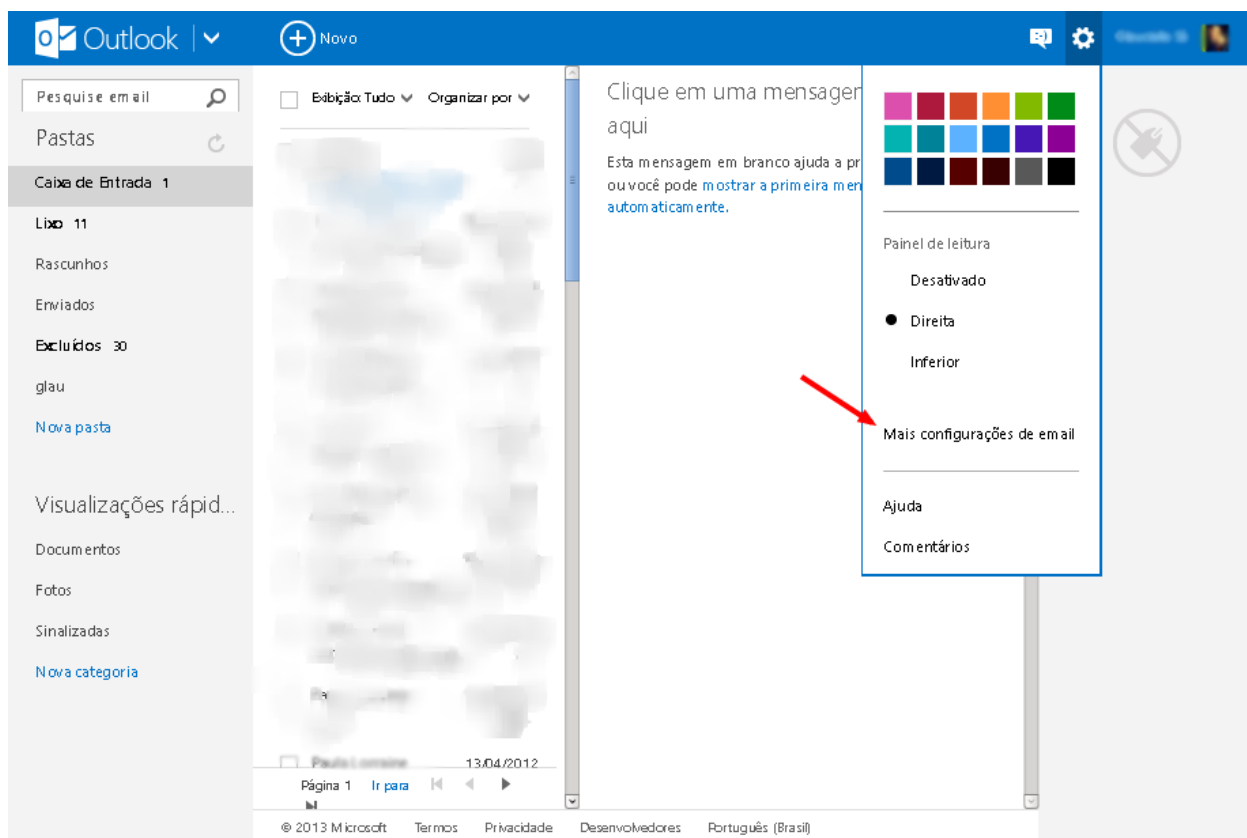 Outlook
Novo
Pesquise email
Pastas
Caixa de Entrada 1
Lixo 11
Rascunhos
Enviados
Excluídos 30
glau
Nova pasta
Visualizações rápid...
Documentos
Fotos
Sinalizadas
Nova categoria
Exibição: Tudo Organizar por
13/04/2012
Página 1 Ir para
Clique em uma mensagem
aqui
Esta mensagem em branco ajuda a pr
ou você pode mostrar a primeira men
automaticamente.
Painel de leitura
Desativado
Direita
Inferior
Mais configurações de email
Ajuda
Comentários
© 2013 Microsoft Termos Privacidade Desenvolvedores Português (Brasil)